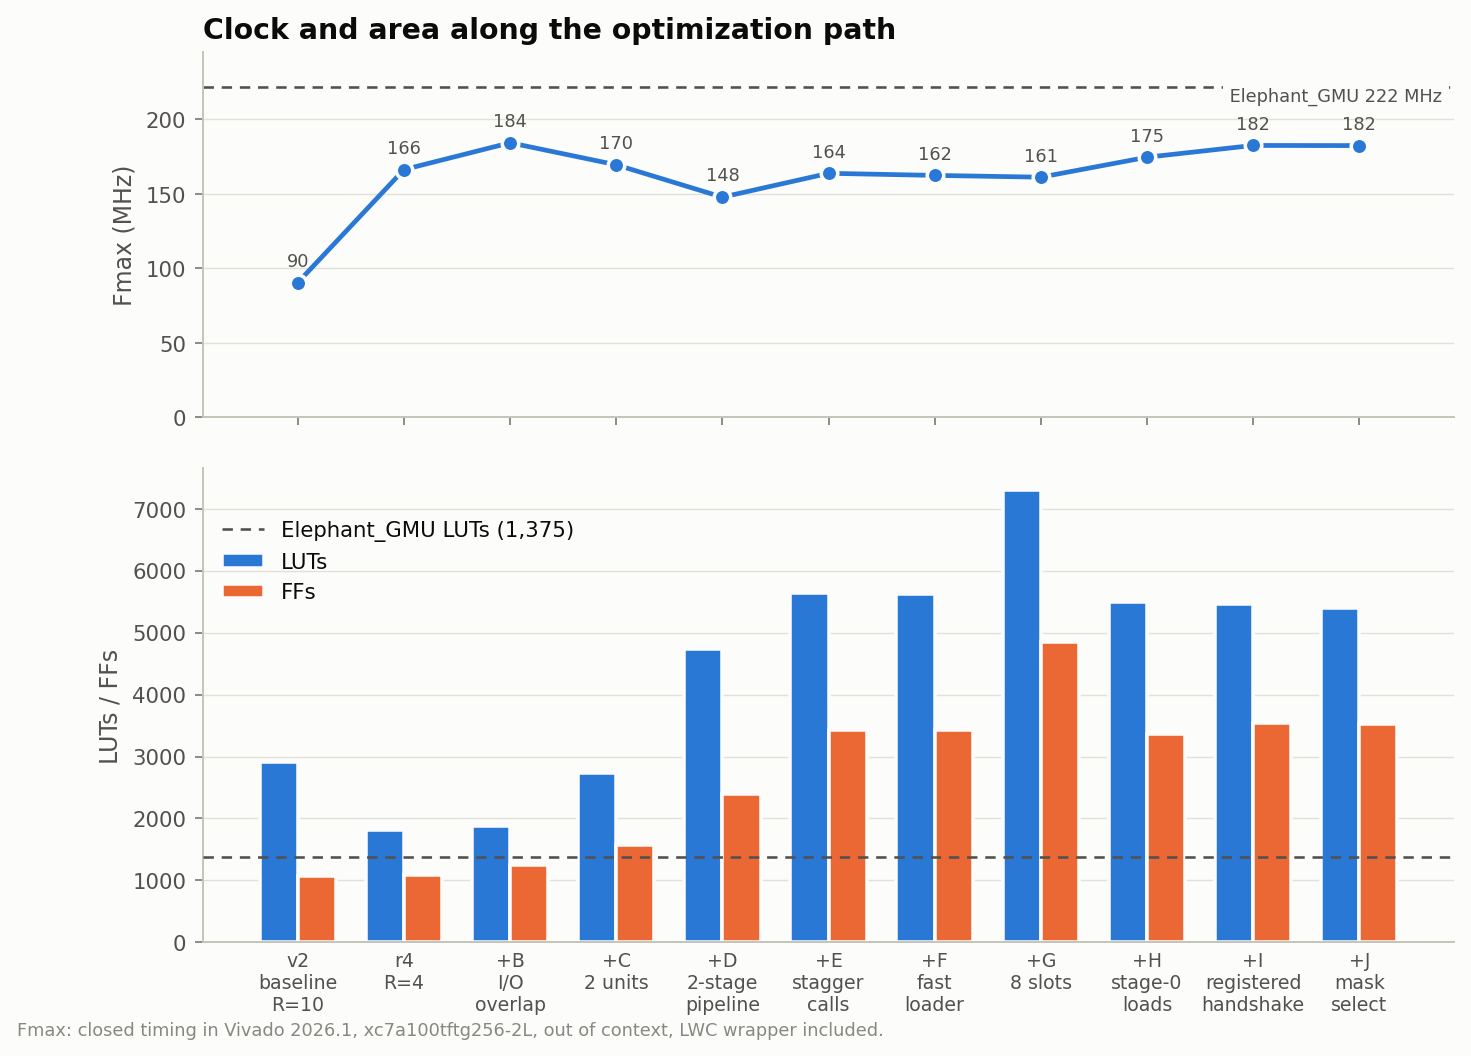 Clock and area along the optimization path
Fmax (MHz)
200
150
100
50
0
Elephant_GMU 222 MHz
90
166
184
170
148
164
162
161
175
182
182
LUTs / FFs
7000
6000
5000
4000
3000
2000
1000
0
Elephant_GMU LUTs (1,375)
LUTs
FFs
v2
baseline
R=10
r4
R=4
+B
I/O
overlap
+C
2 units
+D
2-stage
pipeline
+E
stagger
calls
+F
fast
loader
+G
8 slots
+H
stage-0
loads
+I
registered
handshake
+J
mask
select
Fmax: closed timing in Vivado 2026.1, xc7a100tftg256-2L, out of context, LWC wrapper included.